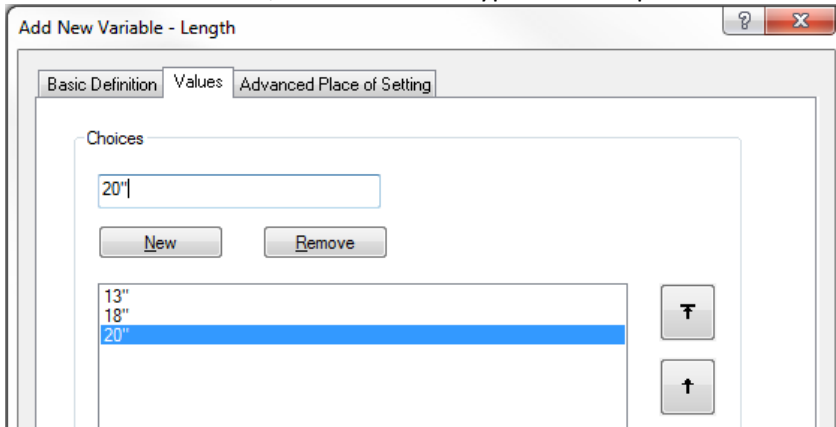 Add New Variable - Length
Basic Definition Values Advanced Place of Setting
Choices
20"
New Remove
13"
18"
20"